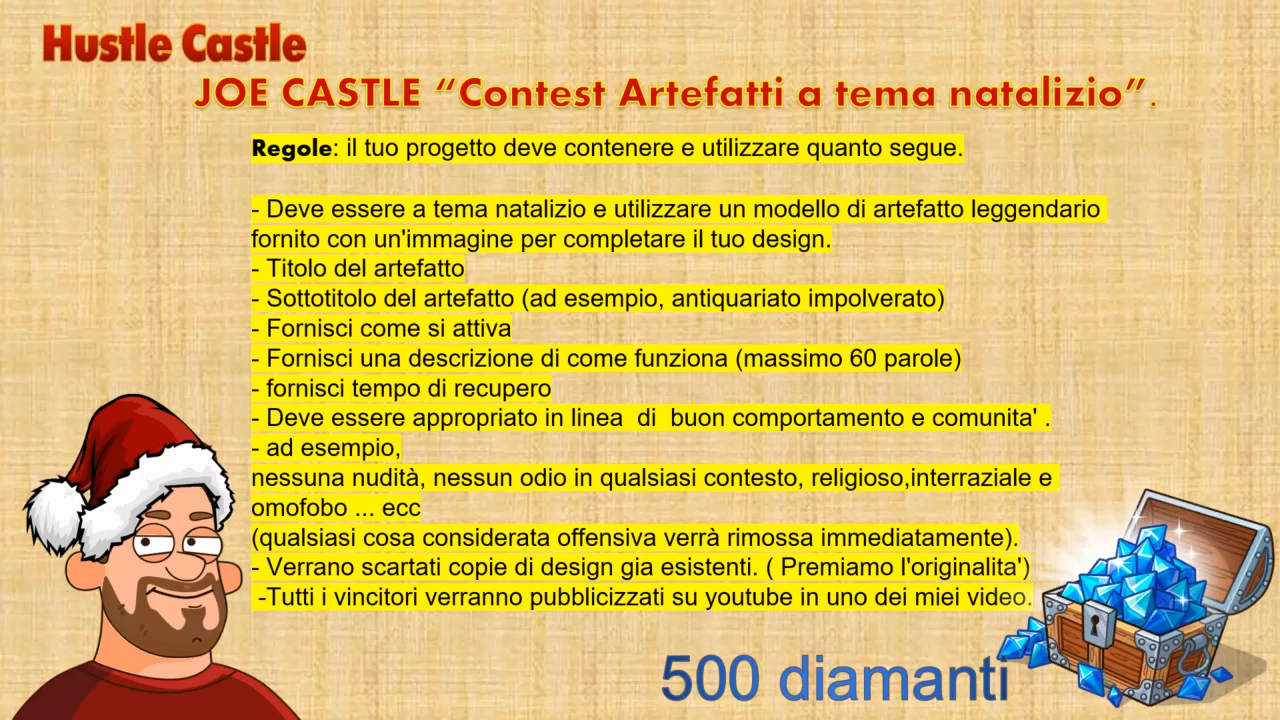 Hustle Castle
JOE CASTLE “Contest Artefatti a tema natalizio”.
Regole: il tuo progetto deve contenere e utilizzare quanto segue.
- Deve essere a tema natalizio e utilizzare un modello di artefatto leggendario
fornito con un'immagine per completare il tuo design.
- Titolo del artefatto
- Sottotitolo del artefatto (ad esempio, antiquariato impolverato)
- Fornisci come si attiva
- Fornisci una descrizione di come funziona (massimo 60 parole)
- fornisci tempo di recupero
- Deve essere appropriato in linea  di  buon comportamento e comunita' .
- ad esempio,
nessuna nudità, nessun odio in qualsiasi contesto, religioso,interraziale e
omofobo ... ecc
(qualsiasi cosa considerata offensiva verrà rimossa immediatamente).
- Verrano scartati copie di design gia esistenti. ( Premiamo l'originalita')
-Tutti i vincitori verranno pubblicizzati su youtube in uno dei miei video.
500 diamanti